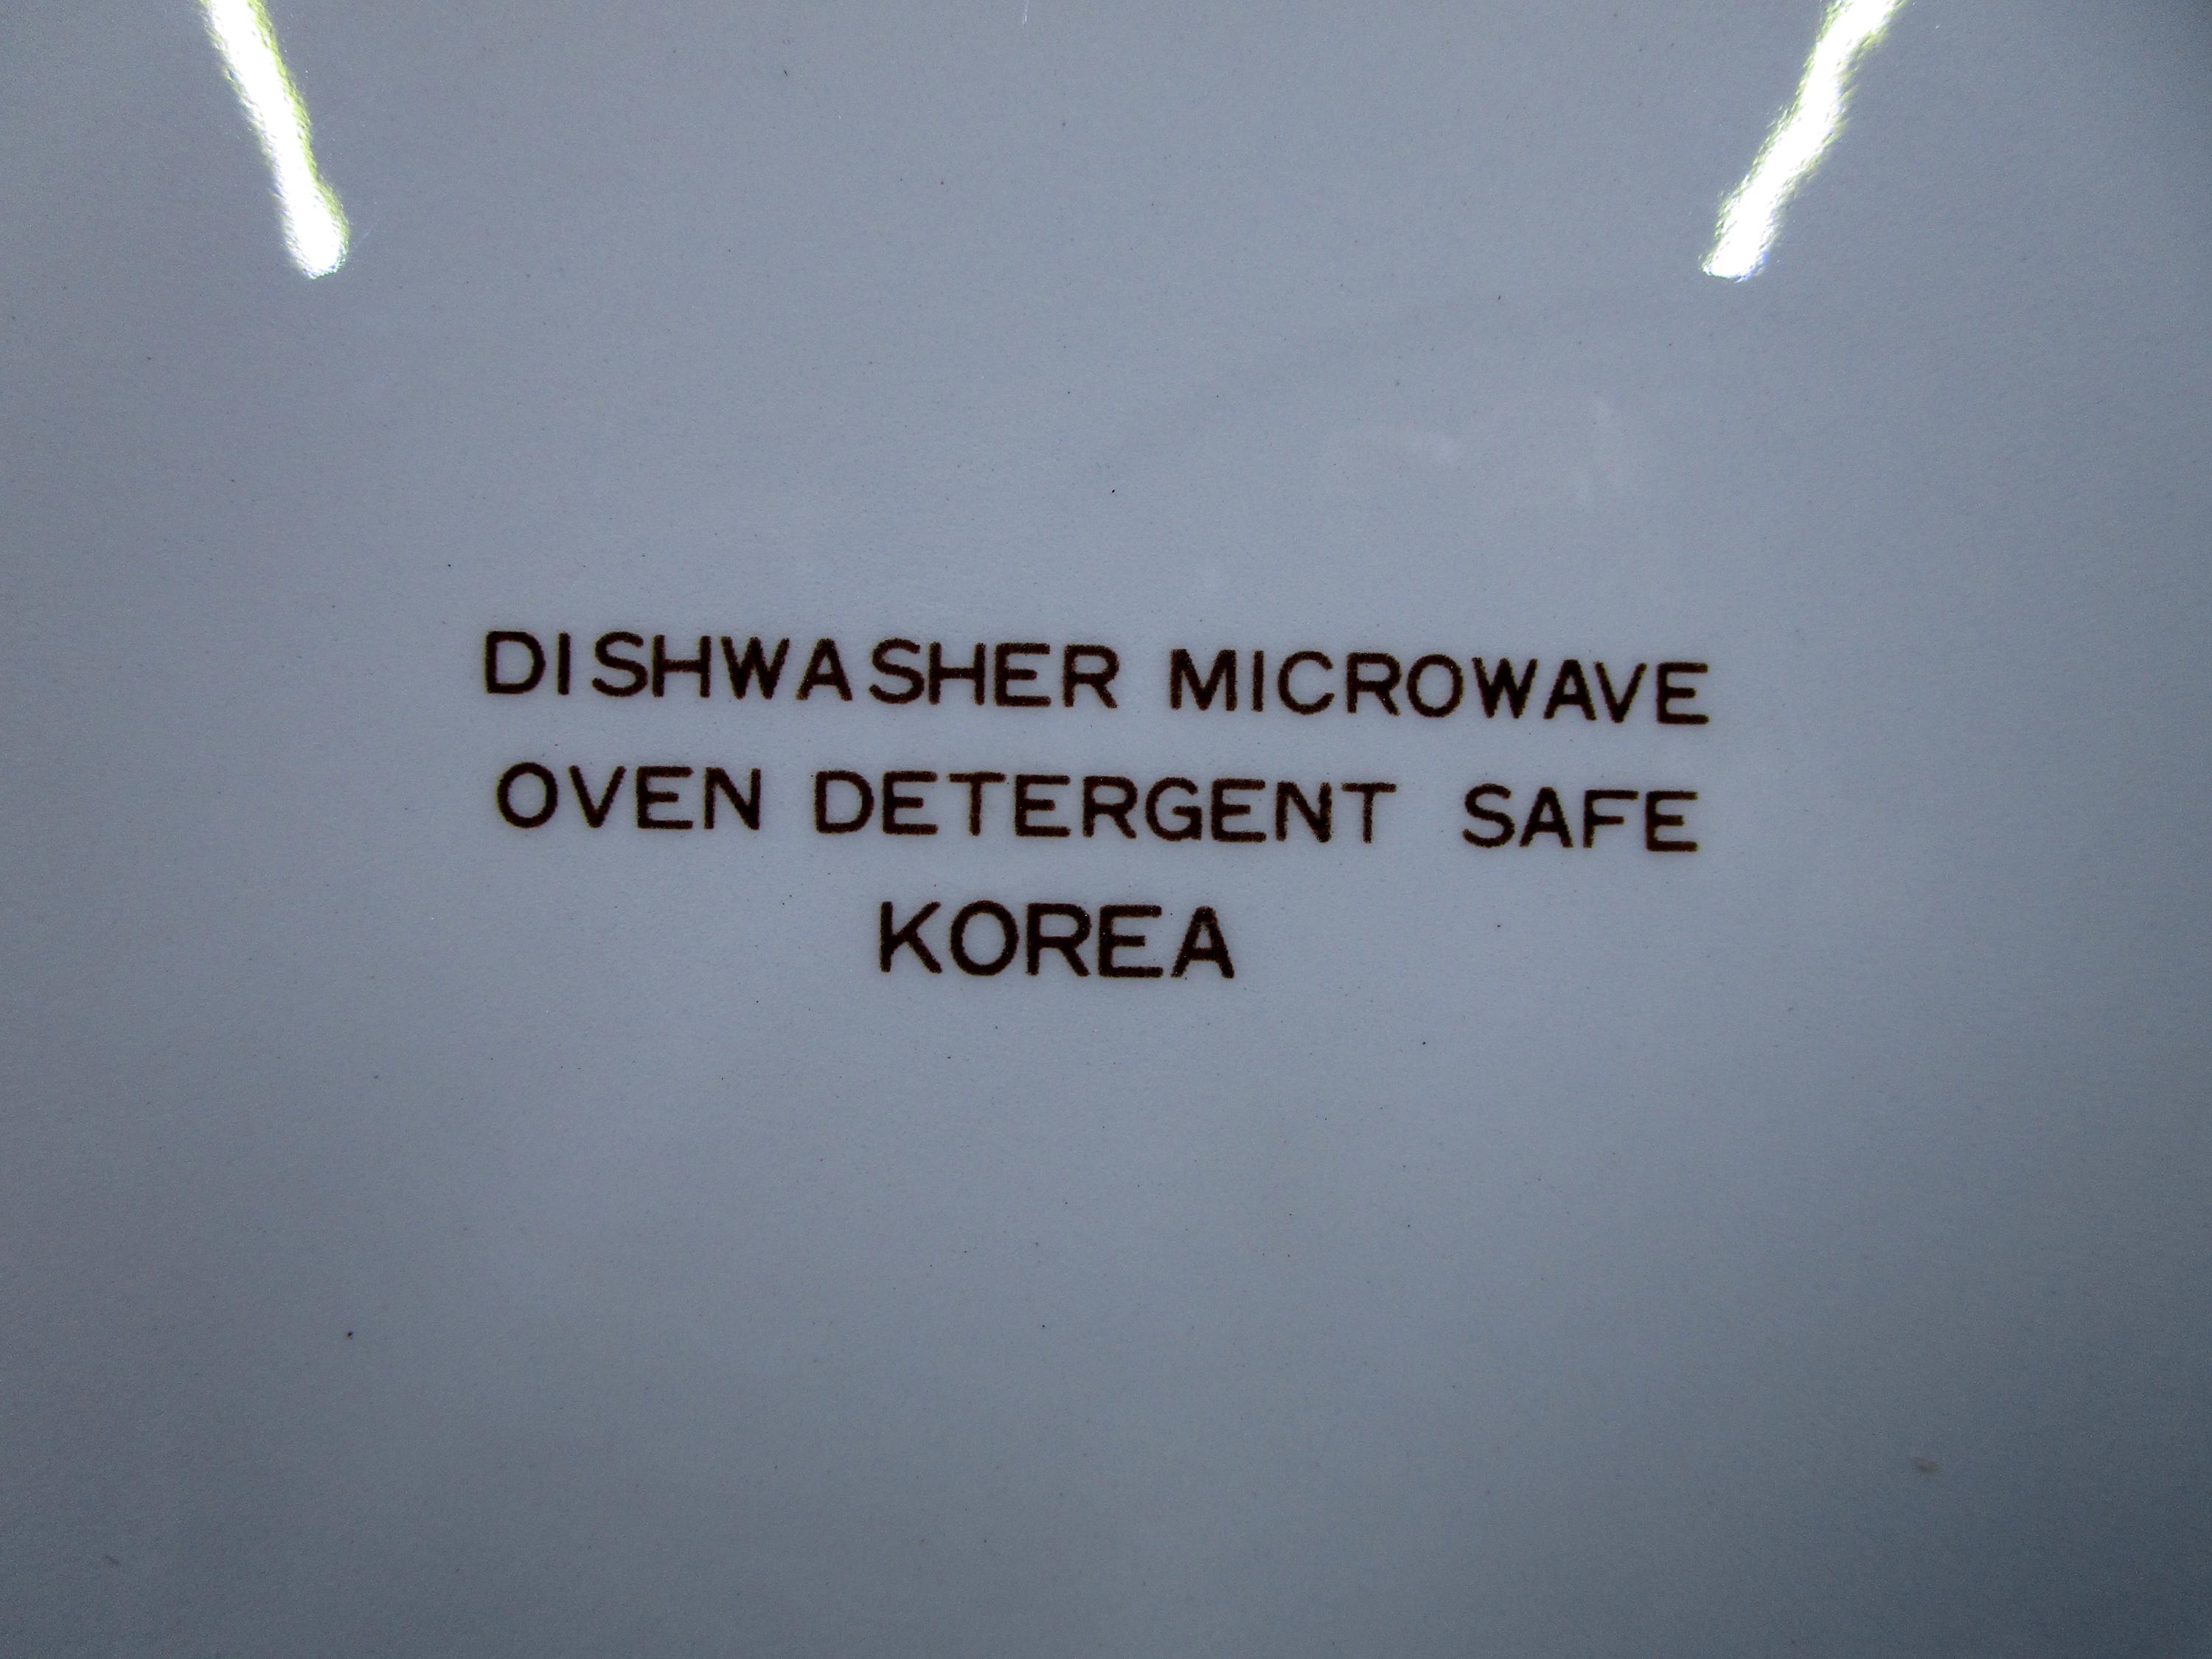 DISHWASHER MICROWAVE
OVEN DETERGENT SAFE
KOREA